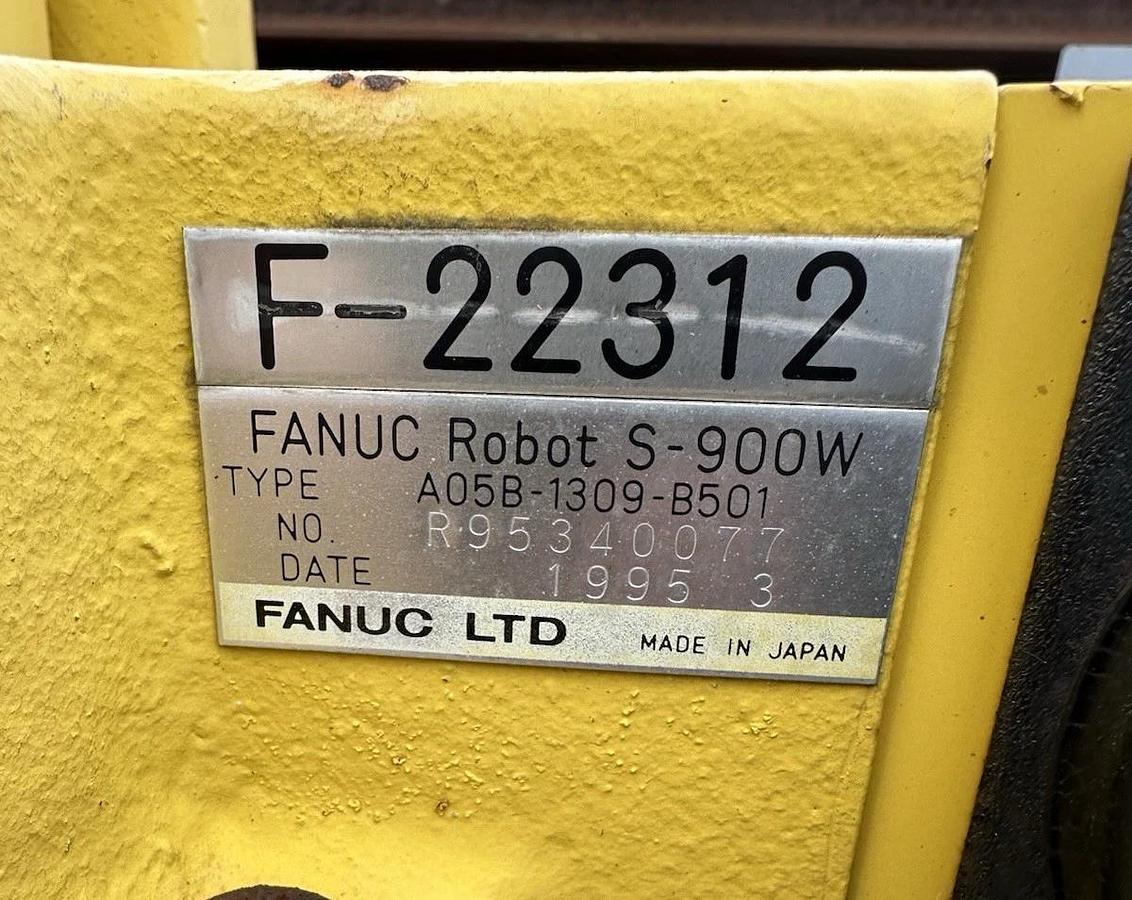 F-22312
FANUC Robot S-900W
TYPE A05B-1309-B501
NO. R95340077
DATE 1995 3
FANUC LTD MADE IN JAPAN